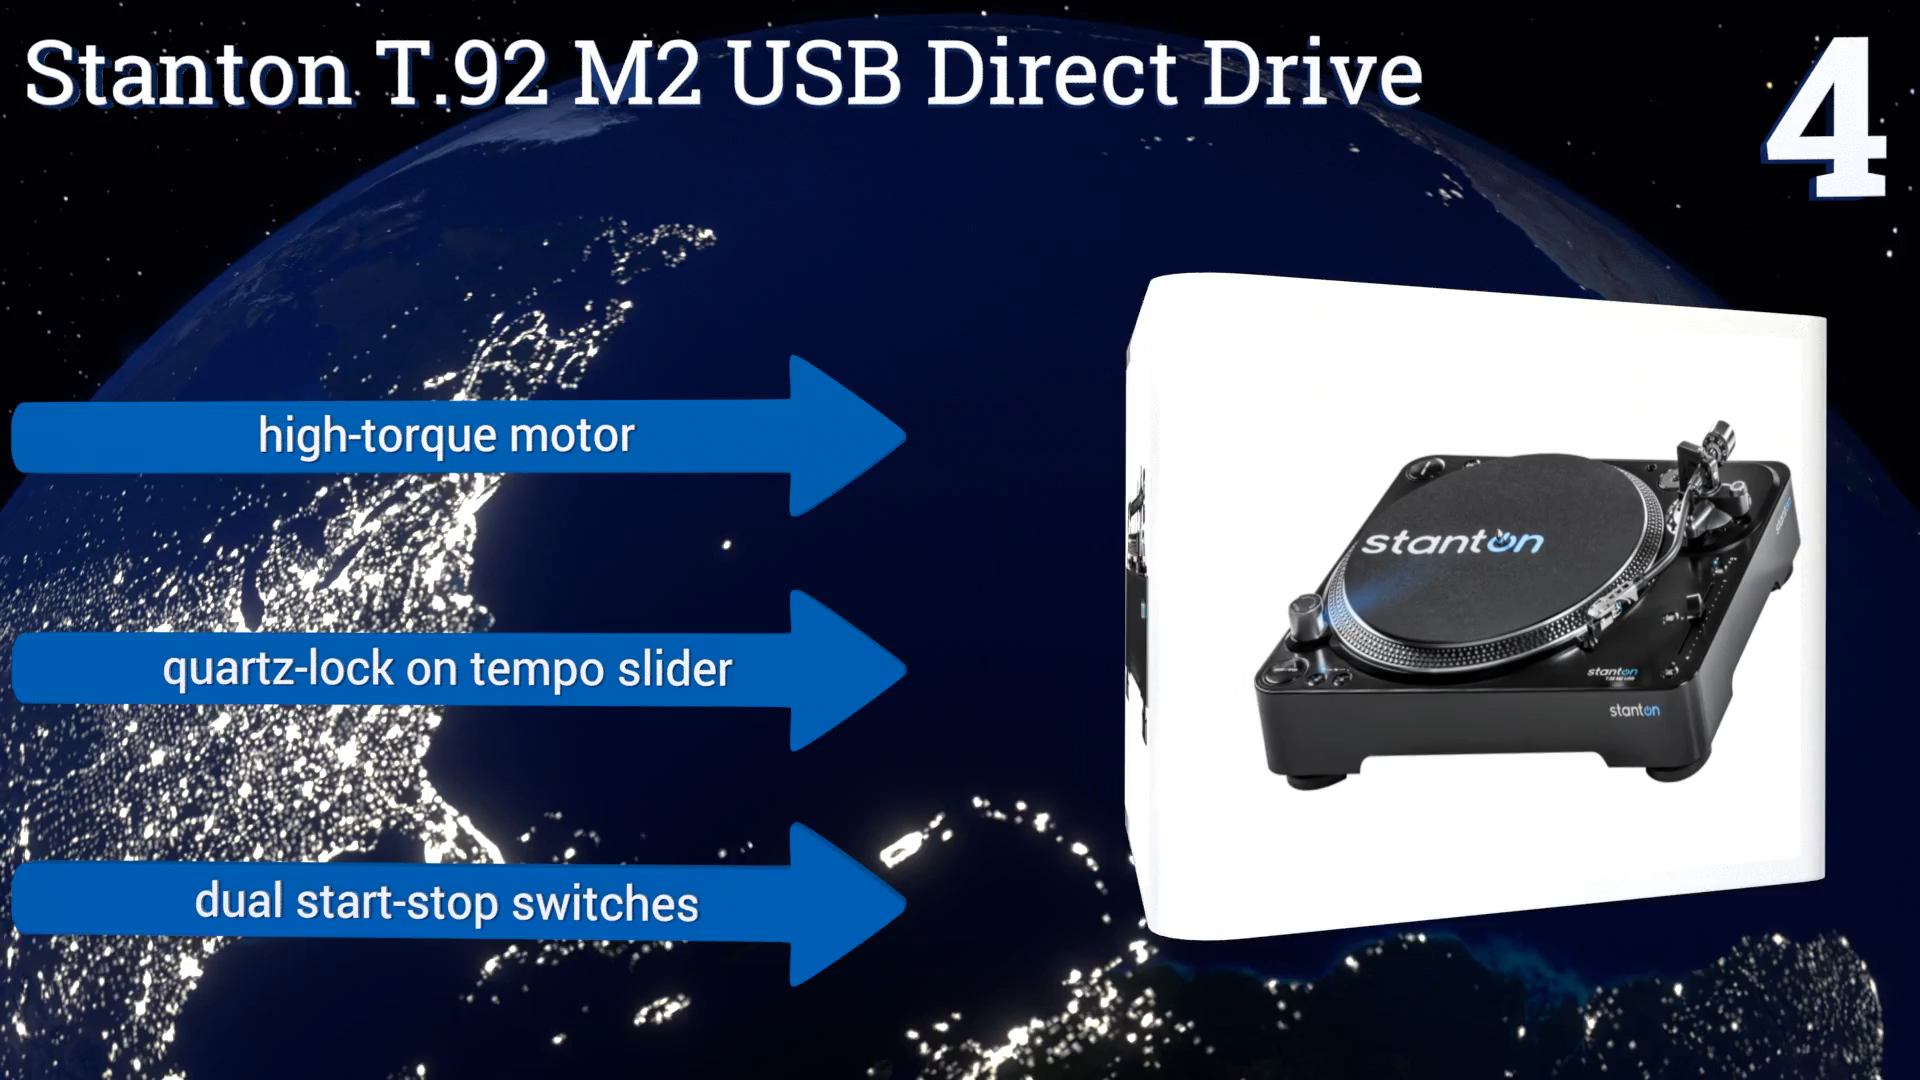 Stanton T.92 M2 USB Direct Drive
4
high-torque motor
quartz-lock on tempo slider
dual start-stop switches
stanton
stanton
stanton